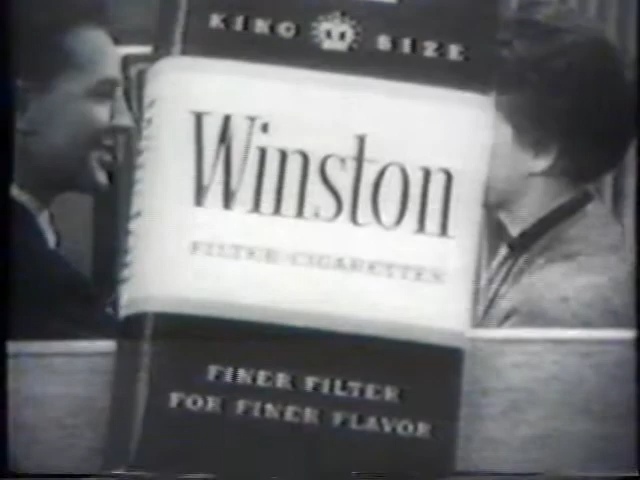 KING SIZE
Winston
FILTER CIGARETTES
FINER FILTER
FOR FINER FLAVOR